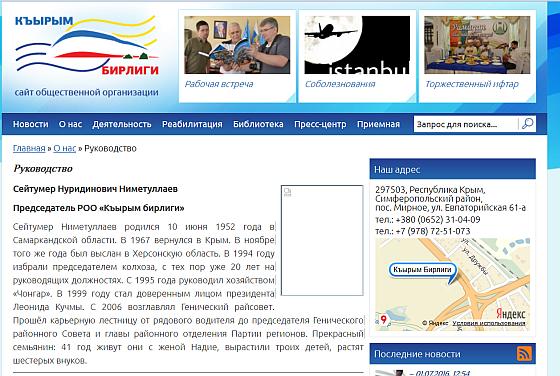 КЪЫРЫМ
БИРЛИГИ
сайт общественной организации
istanbul
Рабочая встреча
Соболезнования
Торжественный ифтар
Новости О нас Деятельность Реабилитация Библиотека Пресс-центр Приемная Запрос для поиска...
Главная » О нас » Руководство
Руководство
Сейтумер Нуридинович Ниметуллаев
Председатель РОО «Къырым бирлиги»
Сейтумер Ниметуллаев родился 10 июня 1952 года в
Самаркандской области. В 1967 вернулся в Крым. В ноябре
того же года был выслан в Херсонскую область. В 1994 году
избрали председателем колхоза, с тех пор уже 20 лет на
руководящих должностях. С 1995 года руководил хозяйством
«Чонгар». В 1999 году стал доверенным лицом президента
Леонида Кучмы. С 2006 возглавлял Генический райсовет.
Прошёл карьерную лестницу от рядового водителя до председателя Генического
районного Совета и главы районного отделения Партии регионов. Прекрасный
семьянин: 41 год живут они с женой Надие, вырастили троих детей, растят
шестерых внуков.
Наш адрес
297503, Республика Крым,
Симферопольский район,
пос. Мирное, ул. Евпаторийская 61-а
тел.: +380 (0652) 31-04-09
тел.: +7 (978) 72-51-073
ул. Дружбы
Къырым Бирлиги
Яндекс
© Яндекс Условия использования
Последние новости
– 01.07.2016, 12:54